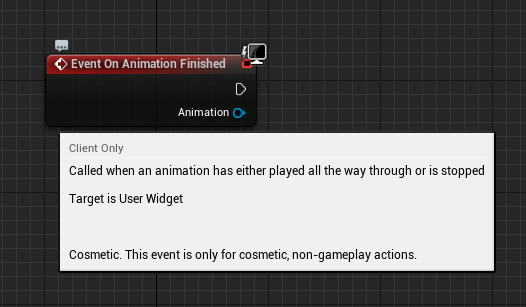 Event On Animation Finished
Animation
Client Only
Called when an animation has either played all the way through or is stopped
Target is User Widget
Cosmetic. This event is only for cosmetic, non-gameplay actions.